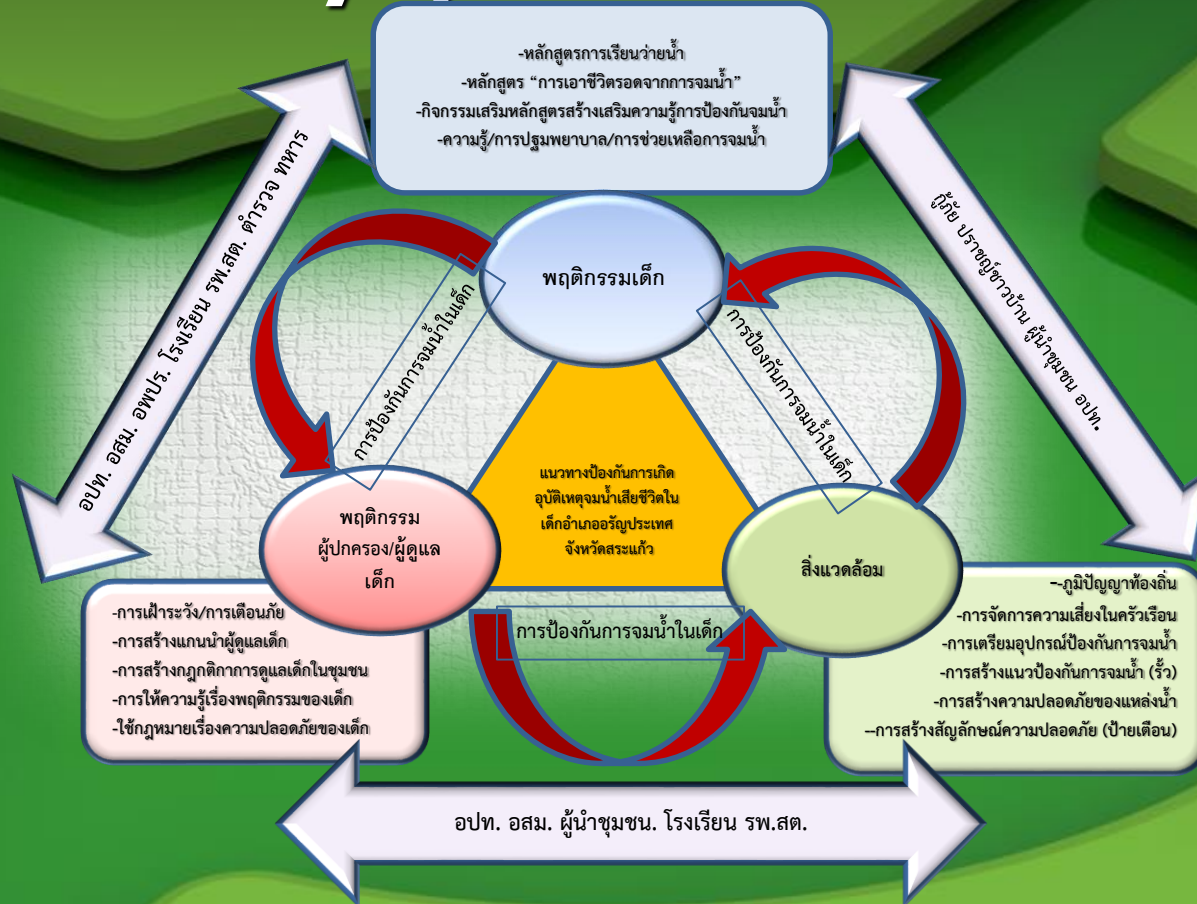 -หลักสูตรการเรียนว่ายน้ำ
-หลักสูตร “การเอาชีวิตรอดจากการจมน้ำ”
-กิจกรรมเสริมหลักสูตรสร้างเสริมความรู้การป้องกันจมน้ำ
-ความรู้/การปฐมพยาบาล/การช่วยเหลือการจมน้ำ
อปท. อสม. อพปร. โรงเรียน รพ.สต. ตำรวจ ทหาร
กู้ภัย ปราชญ์ชาวบ้าน ผู้นำชุมชน อปท.
พฤติกรรมเด็ก
การป้องกันการจมน้ำในเด็ก
การป้องกันการจมน้ำในเด็ก
แนวทางป้องกันการเกิด
อุบัติเหตุจมน้ำเสียชีวิตใน
เด็กอำเภออรัญประเทศ
จังหวัดสระแก้ว
พฤติกรรม
ผู้ปกครอง/ผู้ดูแล
เด็ก
สิ่งแวดล้อม
การป้องกันการจมน้ำในเด็ก
-การเฝ้าระวัง/การเตือนภัย
-การสร้างแกนนำผู้ดูแลเด็ก
-การสร้างกฎกติกาการดูแลเด็กในชุมชน
-การให้ความรู้เรื่องพฤติกรรมของเด็ก
-ใช้กฎหมายเรื่องความปลอดภัยของเด็ก
--ภูมิปัญญาท้องถิ่น
-การจัดการความเสี่ยงในครัวเรือน
-การเตรียมอุปกรณ์ป้องกันการจมน้ำ
-การสร้างแนวป้องกันการจมน้ำ (รั้ว)
-การสร้างความปลอดภัยของแหล่งน้ำ
--การสร้างสัญลักษณ์ความปลอดภัย (ป้ายเตือน)
อปท. อสม. ผู้นำชุมชน. โรงเรียน รพ.สต.